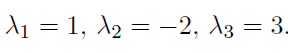 λ₁ = 1, λ₂ = −2, λ₃ = 3.